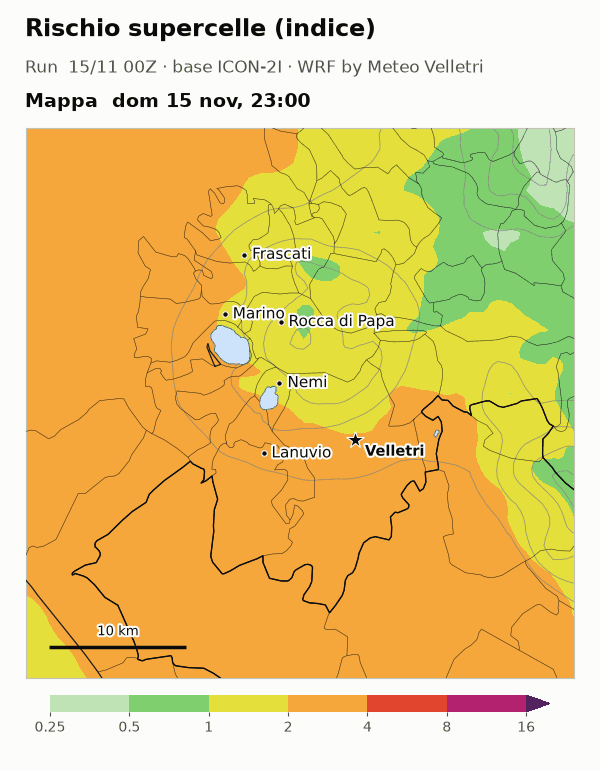 Rischio supercelle (indice)
Run  15/11 00Z · base ICON-2I · WRF by Meteo Velletri
Mappa  dom 15 nov, 23:00
Frascati
Marino
Rocca di Papa
Nemi
Velletri
Lanuvio
10 km
0.25 0.5 1 2 4 8 16